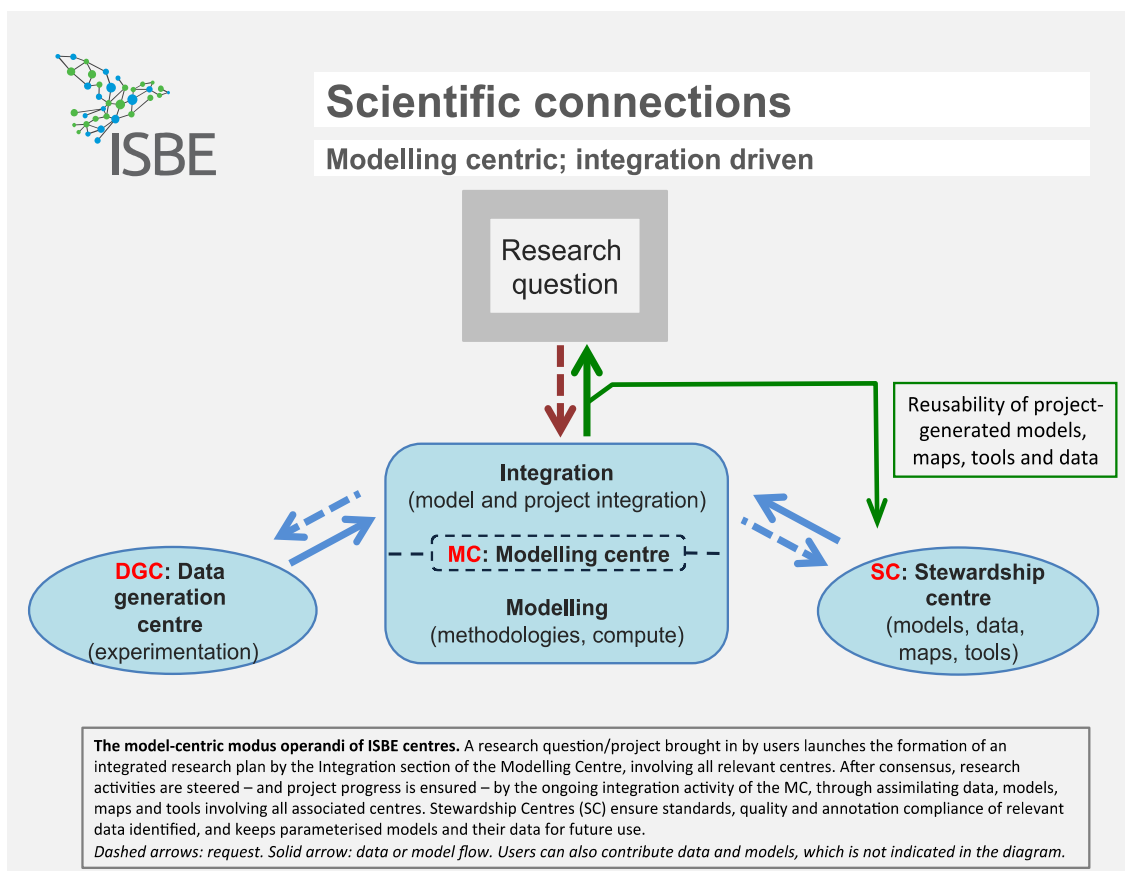 ISBE
Scientific connections
Modelling centric; integration driven
Research
question
Reusability of project-
generated models,
maps, tools and data
Integration
(model and project integration)
MC: Modelling centre
Modelling
(methodologies, compute)
DGC: Data
generation
centre
(experimentation)
SC: Stewardship
centre
(models, data,
maps, tools)
The model-centric modus operandi of ISBE centres. A research question/project brought in by users launches the formation of an
integrated research plan by the Integration section of the Modelling Centre, involving all relevant centres. After consensus, research
activities are steered – and project progress is ensured – by the ongoing integration activity of the MC, through assimilating data, models,
maps and tools involving all associated centres. Stewardship Centres (SC) ensure standards, quality and annotation compliance of relevant
data identified, and keeps parameterised models and their data for future use.
Dashed arrows: request. Solid arrow: data or model flow. Users can also contribute data and models, which is not indicated in the diagram.